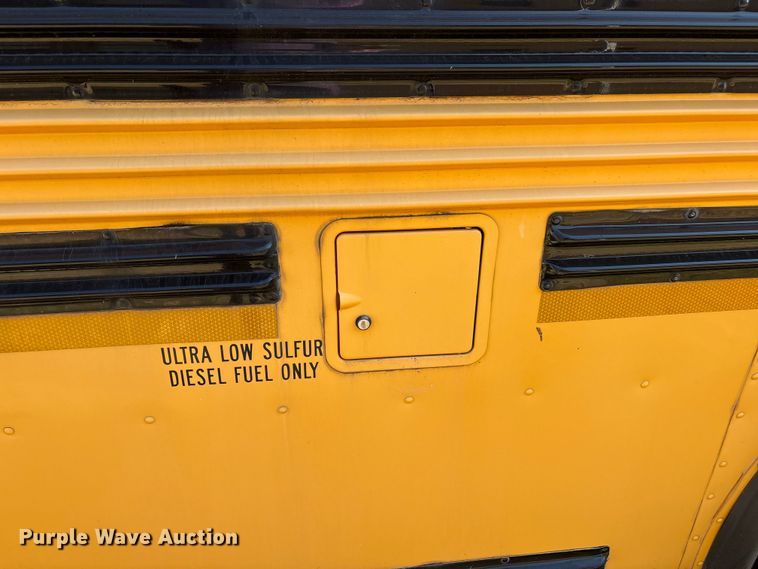 ULTRA LOW SULFUR
DIESEL FUEL ONLY
Purple Wave Auction